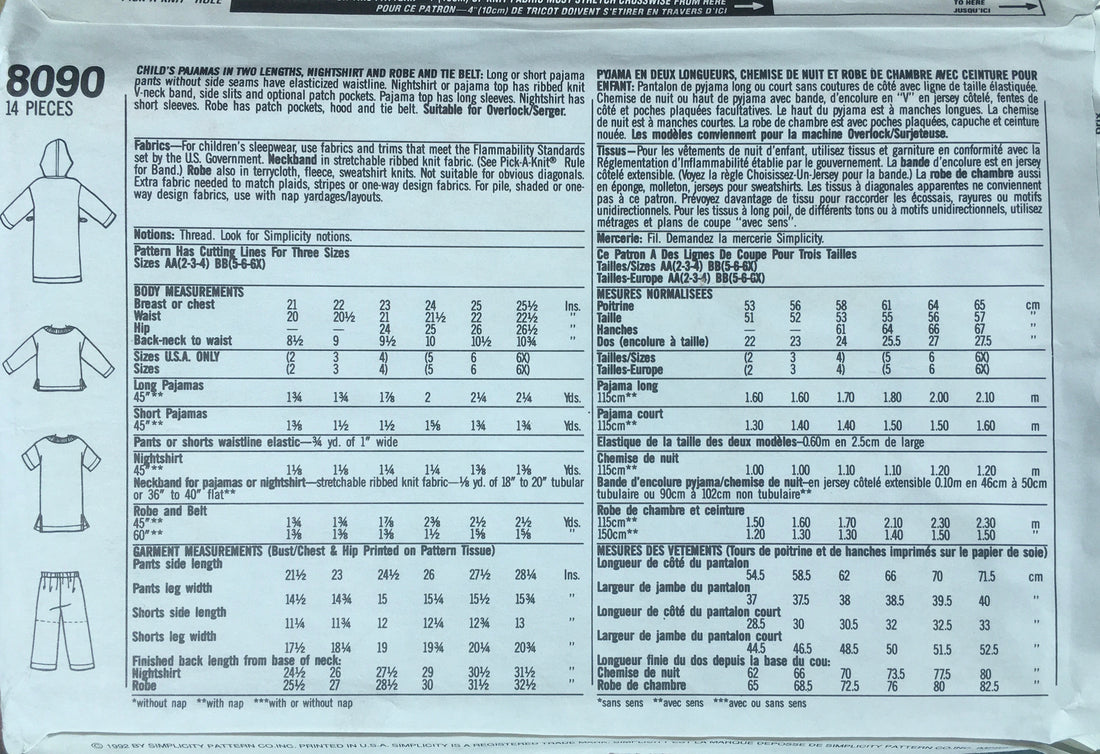 POUR CE PATRON—4"(10cm) DE TRICOT DOIVENT S'ETIRER EN TRAVERS D'ICI
TO HERE
JUSQU'ICI
8090
14 PIECES
CHILD'S PAJAMAS IN TWO LENGTHS, NIGHTSHIRT AND ROBE AND TIE BELT: Long or short pajama
pants without side seams have elasticized waistline. Nightshirt or pajama top has ribbed knit
V-neck band, side slits and optional patch pockets. Pajama top has long sleeves. Nightshirt has
short sleeves. Robe has patch pockets, hood and tie belt. Suitable for Overlock/Serger.
Fabrics—For children's sleepwear, use fabrics and trims that meet the Flammability Standards
set by the U.S. Government. Neckband in stretchable ribbed knit fabric. (See Pick-A-Knit® Rule
for Band.) Robe also in terrycloth, fleece, sweatshirt knits. Not suitable for obvious diagonals.
Extra fabric needed to match plaids, stripes or one-way design fabrics. For pile, shaded or one-
way design fabrics, use with nap yardages/layouts.
Notions: Thread. Look for Simplicity notions.
Pattern Has Cutting Lines For Three Sizes
Sizes AA(2-3-4) BB(5-6-6X)
BODY MEASUREMENTS
Breast or chest 21 22 23 24 25 25½ Ins.
Waist 20 20½ 21 21½ 22 22½ "
Hip — — 24 25 26 26½ "
Back-neck to waist 8½ 9 9½ 10 10½ 10¾ "
Sizes U.S.A. ONLY (2 3 4) (5 6 6X)
Sizes (2 3 4) (5 6 6X)
Long Pajamas
45"** 1¾ 1¾ 1⅞ 2 2¼ 2¼ Yds.
Short Pajamas
45"** 1⅜ 1½ 1½ 1⅝ 1¾ 1¾ Yds.
Pants or shorts waistline elastic—¾ yd. of 1" wide
Nightshirt
45"** 1⅛ 1⅛ 1¼ 1¼ 1⅜ 1⅜ Yds.
Neckband for pajamas or nightshirt—stretchable ribbed knit fabric—⅛ yd. of 18" to 20" tubular
or 36" to 40" flat**
Robe and Belt
45"** 1¾ 1¾ 1⅞ 2⅜ 2½ 2½ Yds.
60"** 1⅜ 1⅜ 1⅜ 1½ 1⅝ 1⅝ "
GARMENT MEASUREMENTS (Bust/Chest & Hip Printed on Pattern Tissue)
Pants side length
21½ 23 24½ 26 27½ 28¼ Ins.
Pants leg width
14½ 14¾ 15 15¼ 15½ 15¾ "
Shorts side length
11¼ 11¾ 12 12¼ 12¾ 13 "
Shorts leg width
17½ 18¼ 19 19¾ 20¼ 20¾ "
Finished back length from base of neck:
Nightshirt 24½ 26 27½ 29 30½ 31½ "
Robe 25½ 27 28½ 30 31½ 32½ "
*without nap **with nap ***with or without nap
PYJAMA EN DEUX LONGUEURS, CHEMISE DE NUIT ET ROBE DE CHAMBRE AVEC CEINTURE POUR
ENFANT: Pantalon de pyjama long ou court sans coutures de côté avec ligne de taille élastiquée.
Chemise de nuit ou haut de pyjama avec bande, d'encolure en "V" en jersey côtelé, fentes de
côté et poches plaquées facultatives. Le haut du pyjama est à manches longues. La chemise
de nuit est à manches courtes. La robe de chambre est avec poches plaquées, capuche et ceinture
nouée. Les modèles conviennent pour la machine Overlock/Surjeteuse.
Tissus—Pour les vêtements de nuit d'enfant, utilisez tissus et garniture en conformité avec la
Réglementation d'Inflammabilité établie par le gouvernement. La bande d'encolure est en jersey
côtelé extensible. (Voyez la règle Choisissez-Un-Jersey pour la bande.) La robe de chambre aussi
en éponge, molleton, jerseys pour sweatshirts. Les tissus à diagonales apparentes ne conviennent
pas à ce patron. Prévoyez davantage de tissu pour raccorder les écossais, rayures ou motifs
unidirectionnels. Pour les tissus à long poil, de différents tons ou à motifs unidirectionnels, utilisez
métrages et plans de coupe "avec sens".
Mercerie: Fil. Demandez la mercerie Simplicity.
Ce Patron A Des Lignes De Coupe Pour Trois Tailles
Tailles/Sizes AA(2-3-4) BB(5-6-6X)
Tailles-Europe AA(2-3-4) BB(5-6-6X)
MESURES NORMALISEES
Poitrine 53 56 58 61 64 65 cm
Taille 51 52 53 55 56 57 "
Hanches — — 61 64 66 67 "
Dos (encolure à taille) 22 23 24 25.5 27 27.5 "
Tailles/Sizes (2 3 4) (5 6 6X)
Tailles-Europe (2 3 4) (5 6 6X)
Pajama long
115cm** 1.60 1.60 1.70 1.80 2.00 2.10 m
Pajama court
115cm** 1.30 1.40 1.40 1.50 1.50 1.60 m
Elastique de la taille des deux modèles–0.60m en 2.5cm de large
Chemise de nuit
115cm** 1.00 1.00 1.10 1.10 1.20 1.20 m
Bande d'encolure pyjama/chemise de nuit–en jersey côtelé extensible 0.10m en 46cm à 50cm
tubulaire ou 90cm à 102cm non tubulaire**
Robe de chambre et ceinture
115cm** 1.50 1.60 1.70 2.10 2.30 2.30 m
150cm** 1.20 1.30 1.30 1.40 1.50 1.50 "
MESURES DES VETEMENTS (Tours de poitrine et de hanches imprimés sur le papier de soie)
Longueur de côté du pantalon
54.5 58.5 62 66 70 71.5 cm
Largeur de jambe du pantalon
37 37.5 38 38.5 39.5 40 "
Longueur de côté du pantalon court
28.5 30 30.5 32 32.5 33 "
Largeur de jambe du pantalon court
44.5 46.5 48.5 50 51.5 52.5 "
Longueur finie du dos depuis la base du cou:
Chemise de nuit 62 66 70 73.5 77.5 80 "
Robe de chambre 65 68.5 72.5 76 80 82.5 "
*sans sens **avec sens ***avec ou sans sens
© 1992 BY SIMPLICITY PATTERN CO.INC. PRINTED IN U.S.A. SIMPLICITY IS A REGISTERED